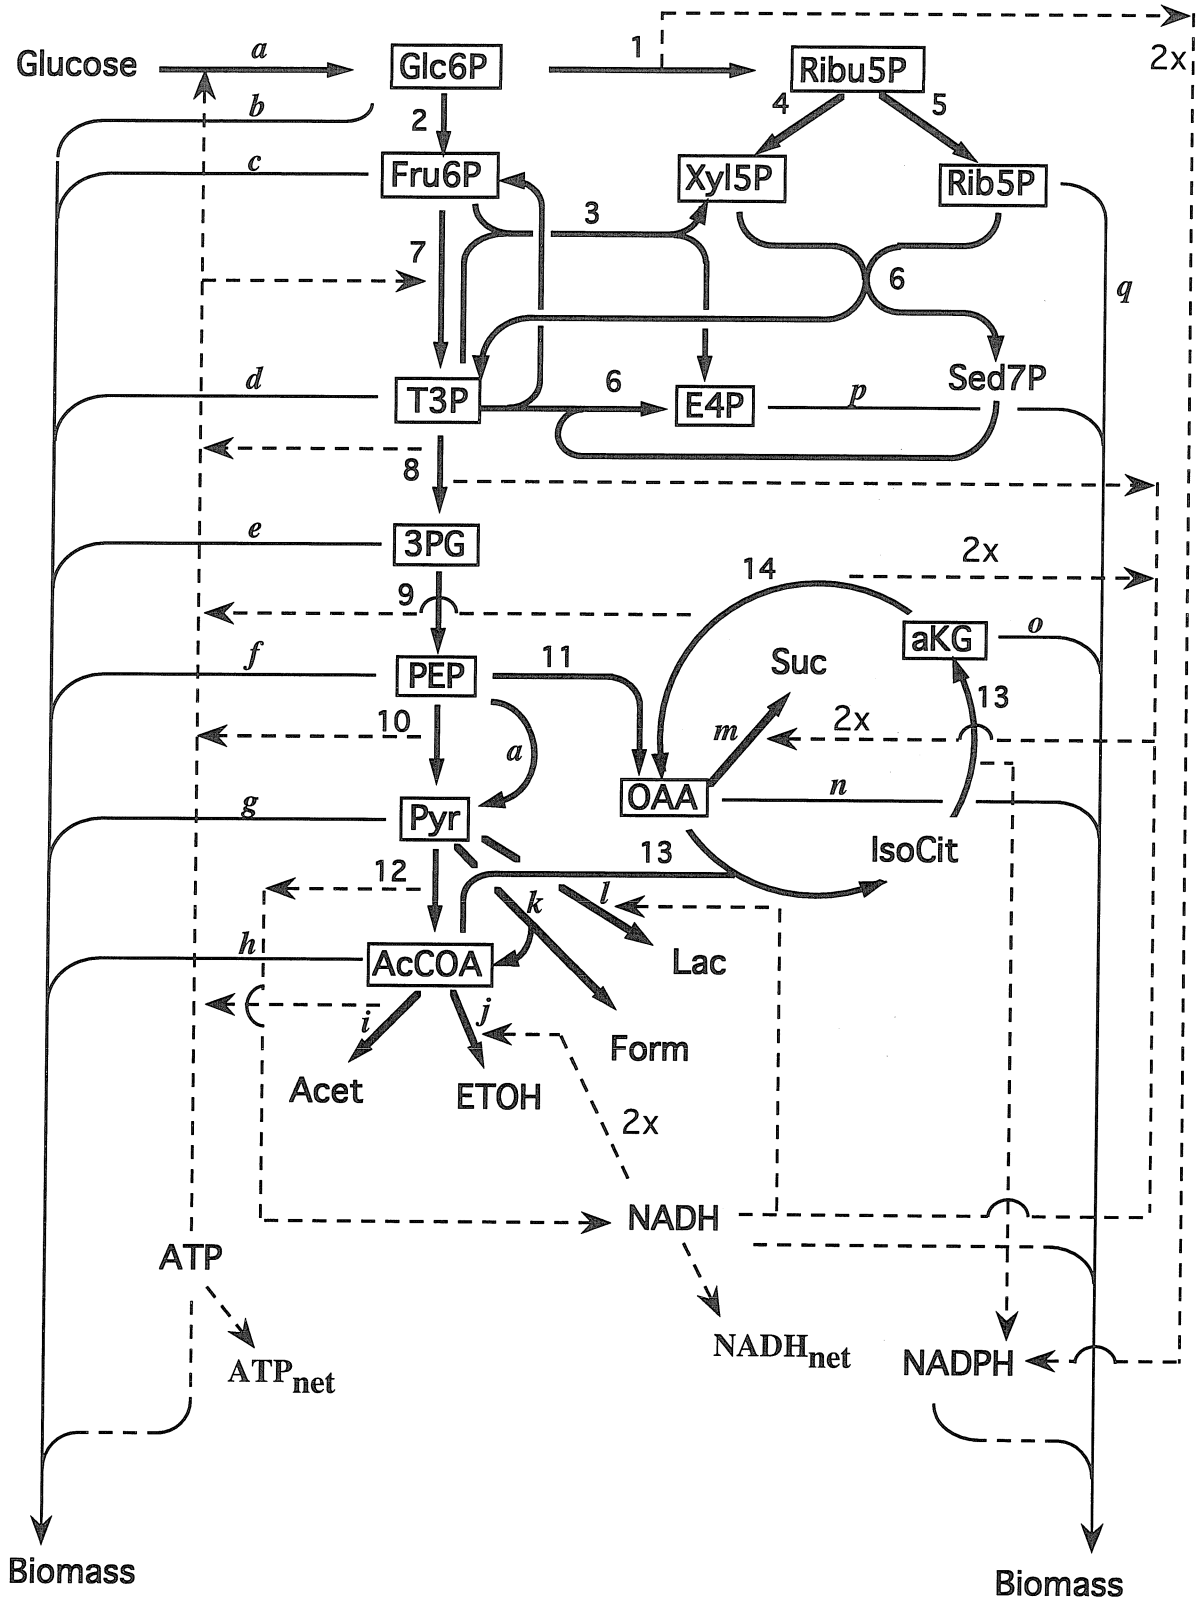 2x
Glucose
a
Glc6P
1
Ribu5P
b
2
4
5
c
Fru6P
Xyl5P
Rib5P
3
7
6
q
d
T3P
6
E4P
p
Sed7P
8
e
3PG
14
2x
9
aKG
o
f
PEP
11
Suc
13
10
a
m
2x
g
Pyr
OAA
n
12
13
IsoCit
k
l
h
AcCOA
Lac
i
j
Form
Acet
ETOH
2x
NADH
ATP
NADHnet
NADPH
ATPnet
Biomass
Biomass